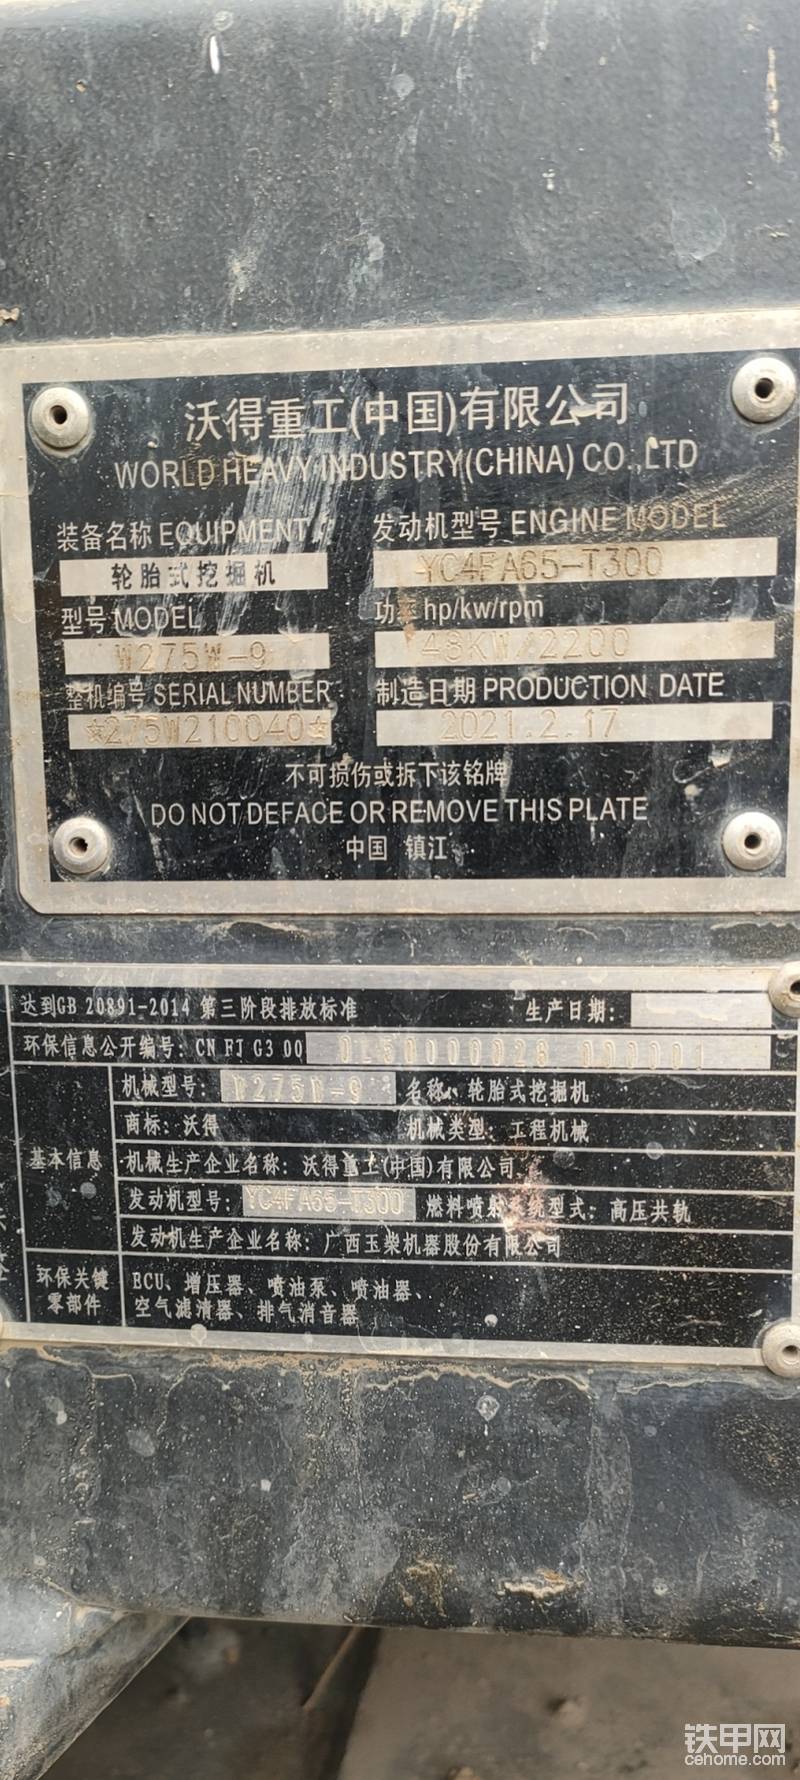 沃得重工(中国)有限公司
WORLD HEAVY INDUSTRY(CHINA) CO.,LTD
装备名称 EQUIPMENT 发动机型号 ENGINE MODEL
轮胎式挖掘机 YC4FA65-T300
型号 MODEL 功率 hp/kw/rpm
W275W-9 48KW/2200
整机编号 SERIAL NUMBER 制造日期 PRODUCTION DATE
☆275W210040☆ 2021.2.17
不可损伤或拆下该铭牌
DO NOT DEFACE OR REMOVE THIS PLATE
中国 镇江
达到GB 20891-2014 第三阶段排放标准 生产日期:
环保信息公开编号: CN FJ G3 00 0L50000028 000001
机械型号: W275W-9 名称: 轮胎式挖掘机
商标: 沃得 机械类型: 工程机械
基本信息 机械生产企业名称: 沃得重工(中国)有限公司
发动机型号: YC4FA65-T300 燃料喷射系统型式: 高压共轨
发动机生产企业名称: 广西玉柴机器股份有限公司
环保关键零部件 ECU、增压器、喷油泵、喷油器、
空气滤清器、排气消音器
铁甲网
cehome.com